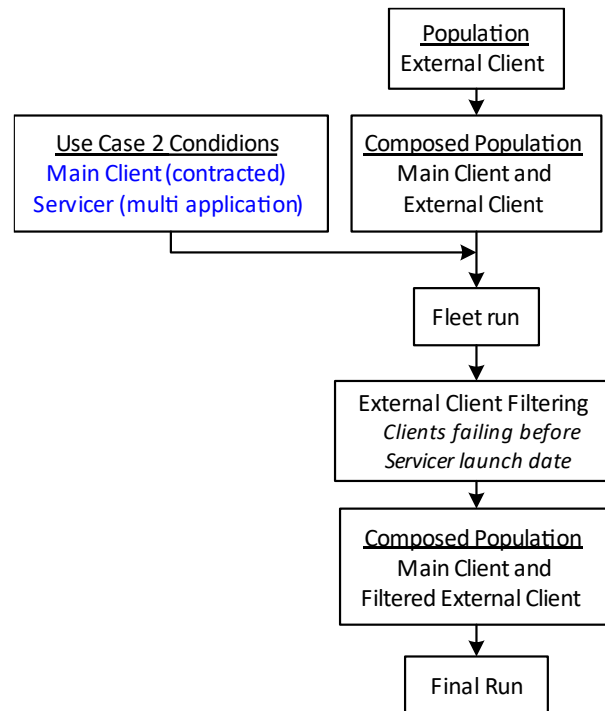 Population
External Client
Use Case 2 Condidions
Main Client (contracted)
Servicer (multi application)
Composed Population
Main Client and
External Client
Fleet run
External Client Filtering
Clients failing before
Servicer launch date
Composed Population
Main Client and
Filtered External Client
Final Run